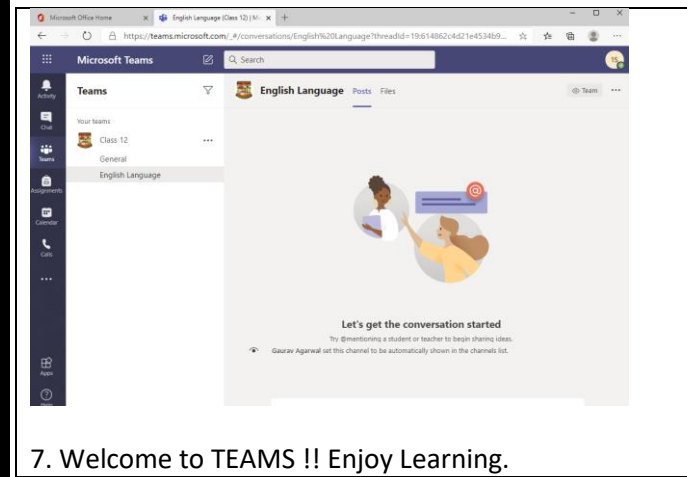 Microsoft Office Home
English Language (Class 12) | Mi...
https://teams.microsoft.com/_#/conversations/English%20Language?threadId=19:614862c4d21e4534b9...
Microsoft Teams
Search
TS
Activity
Chat
Teams
Assignments
Calendar
Calls
Apps
Help
Teams
Your teams
Class 12
General
English Language
English Language Posts Files
Team
Let's get the conversation started
Try @mentioning a student or teacher to begin sharing ideas.
Gaurav Agarwal set this channel to be automatically shown in the channels list.
7. Welcome to TEAMS !! Enjoy Learning.